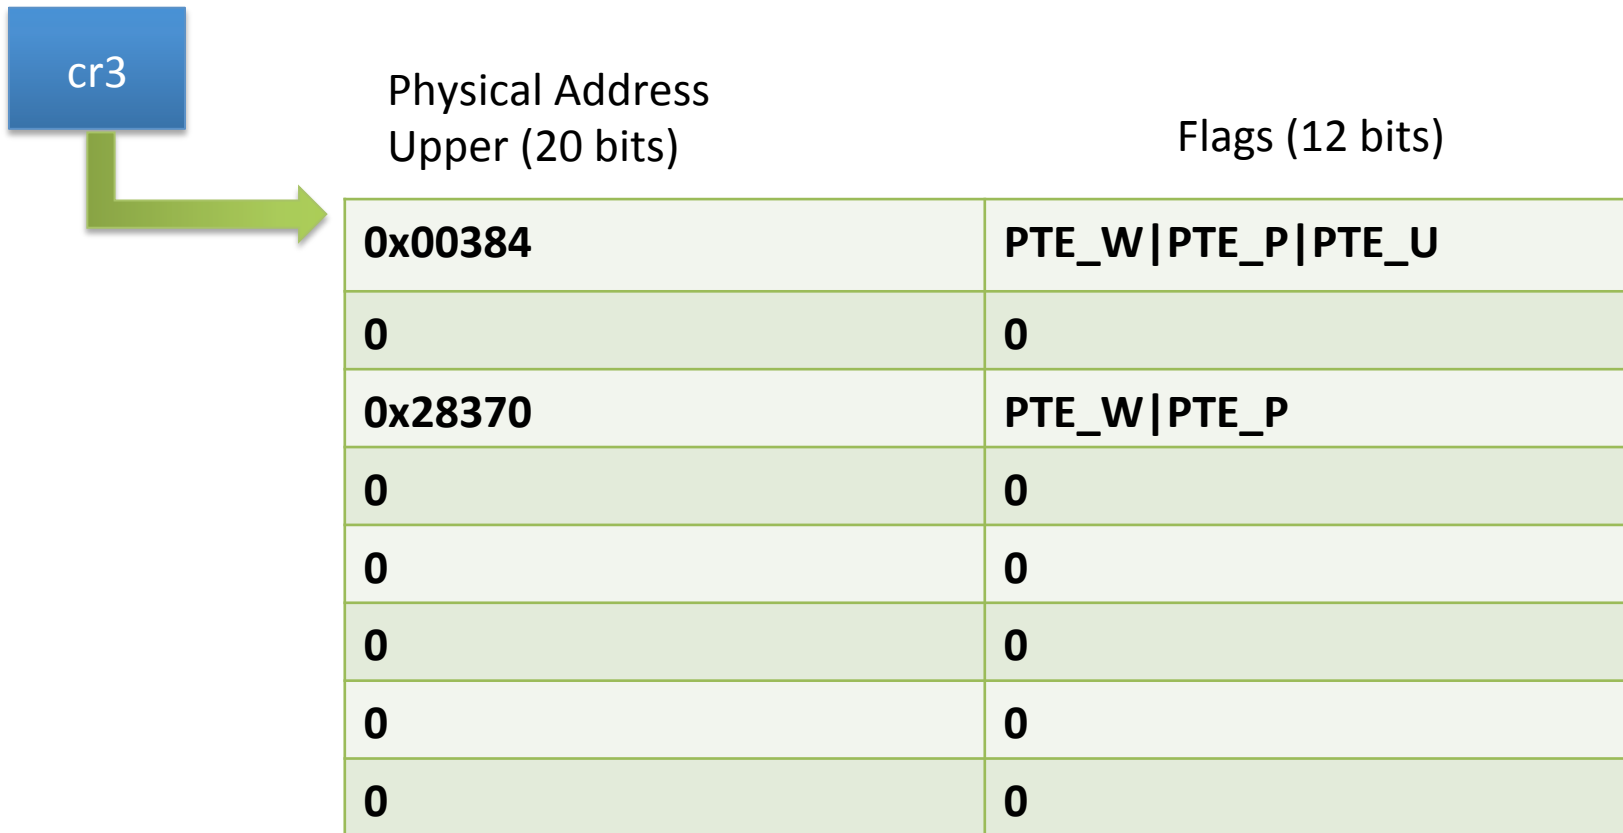 cr3
Physical Address
Upper (20 bits)
Flags (12 bits)
0x00384 PTE_W|PTE_P|PTE_U
0 0
0x28370 PTE_W|PTE_P
0 0
0 0
0 0
0 0
0 0